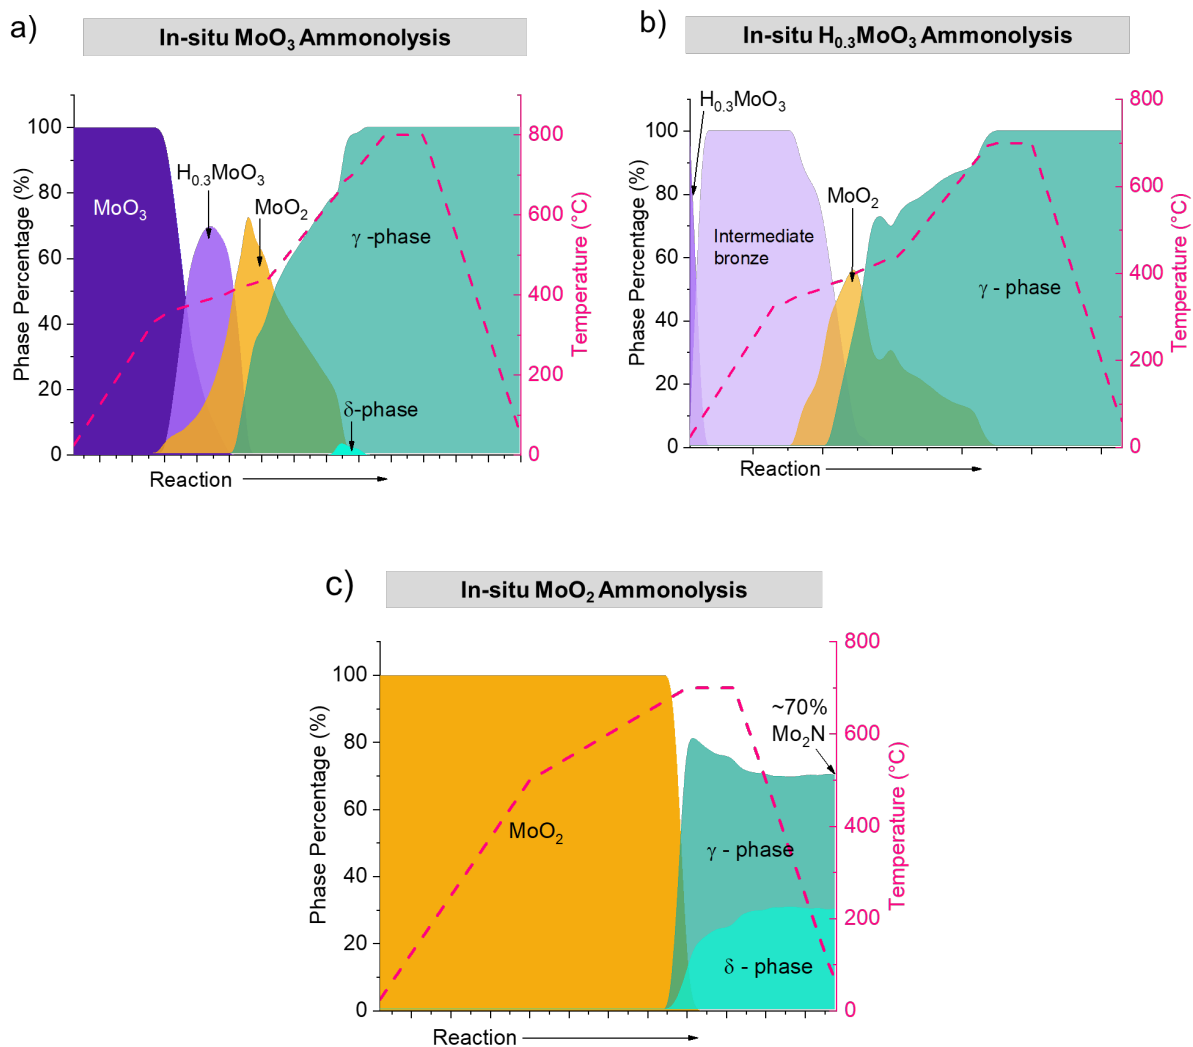 a)
In-situ MoO3 Ammonolysis
Phase Percentage (%)
100
80
60
40
20
0
MoO3
H0.3MoO3
MoO2
γ -phase
δ-phase
800
600
400
200
0
Temperature (°C)
Reaction
b)
In-situ H0.3MoO3 Ammonolysis
Phase Percentage (%)
100
80
60
40
20
0
H0.3MoO3
Intermediate
bronze
MoO2
γ - phase
800
600
400
200
0
Temperature (°C)
Reaction
c)
In-situ MoO2 Ammonolysis
Phase Percentage (%)
100
80
60
40
20
0
MoO2
~70%
Mo2N
γ - phase
δ - phase
800
600
400
200
0
Temperature (°C)
Reaction